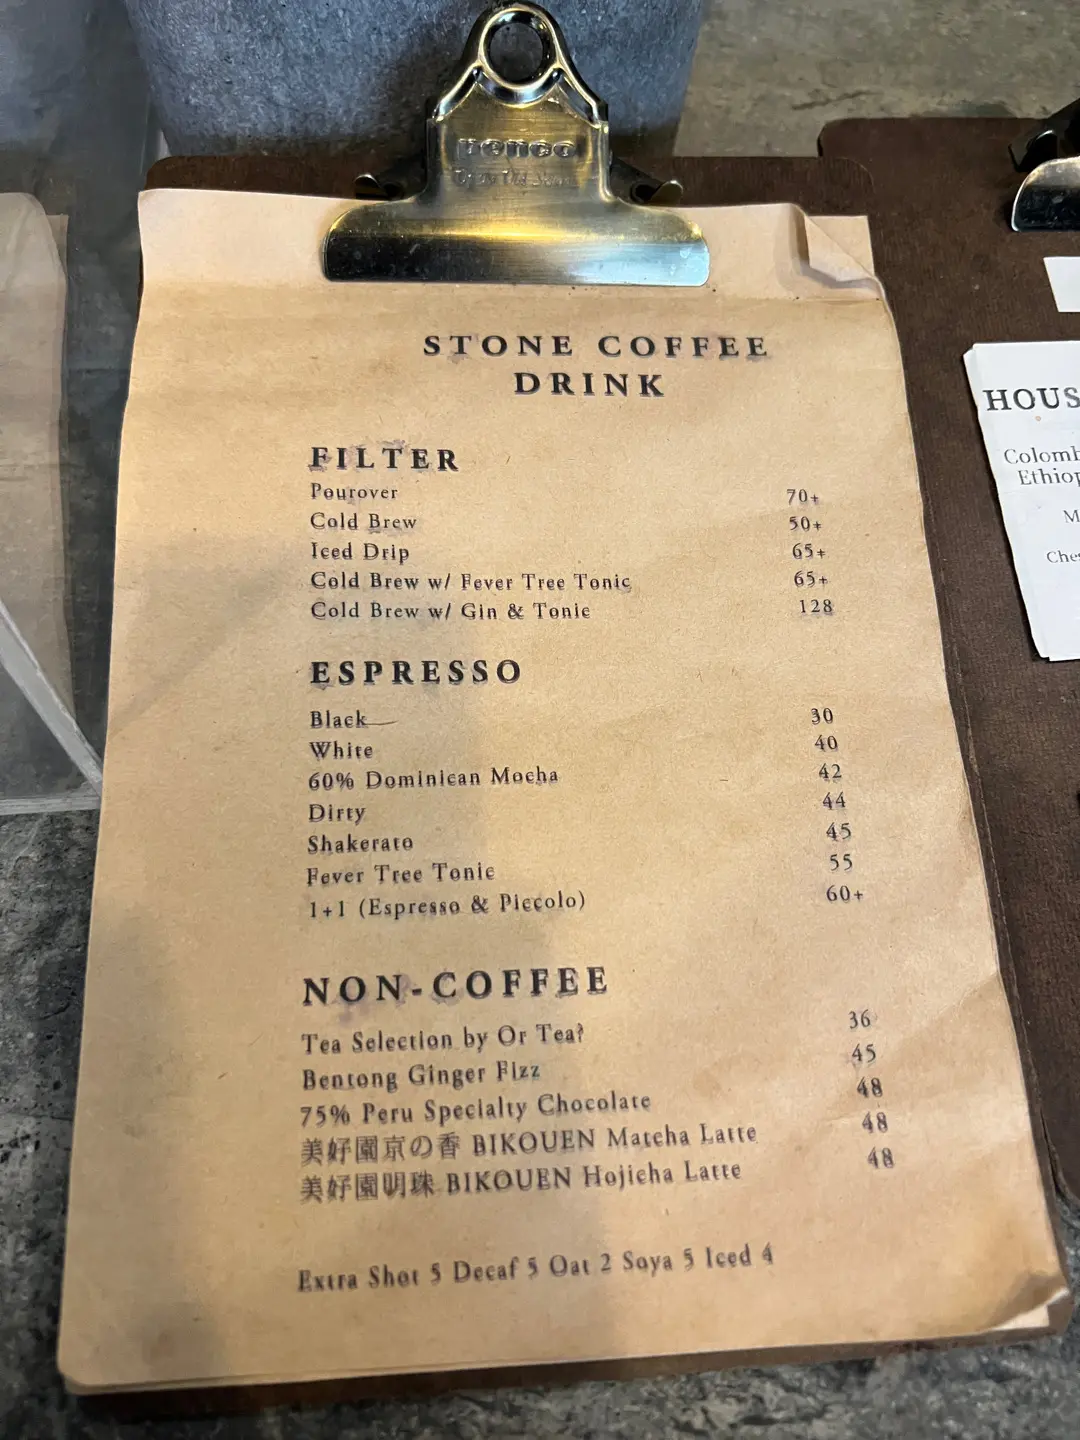 penco
STONE COFFEE
DRINK
FILTER
Pourover 70+
Cold Brew 50+
Iced Drip 65+
Cold Brew w/ Fever Tree Tonic 65+
Cold Brew w/ Gin & Tonic 128
ESPRESSO
Black 30
White 40
60% Dominican Mocha 42
Dirty 44
Shakerato 45
Fever Tree Tonic 55
1+1 (Espresso & Piccolo) 60+
NON-COFFEE
Tea Selection by Or Tea? 36
Bentong Ginger Fizz 45
75% Peru Specialty Chocolate 48
美好園京の香 BIKOUEN Matcha Latte 48
美好園明珠 BIKOUEN Hojicha Latte 48
Extra Shot 5 Decaf 5 Oat 2 Soya 5 Iced 4
HOUS
Colomb
Ethiop
M
Ches